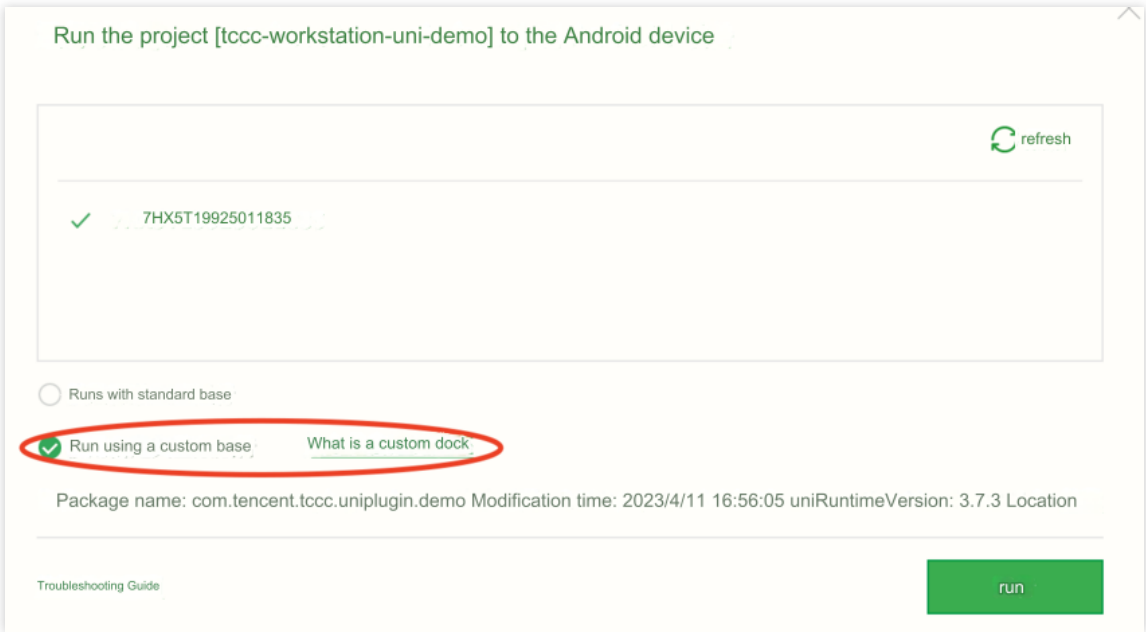 Run the project [tccc-workstation-uni-demo] to the Android device
refresh
7HX5T19925011835
Runs with standard base
Run using a custom base What is a custom dock
Package name: com.tencent.tccc.uniplugin.demo Modification time: 2023/4/11 16:56:05 uniRuntimeVersion: 3.7.3 Location
Troubleshooting Guide
run